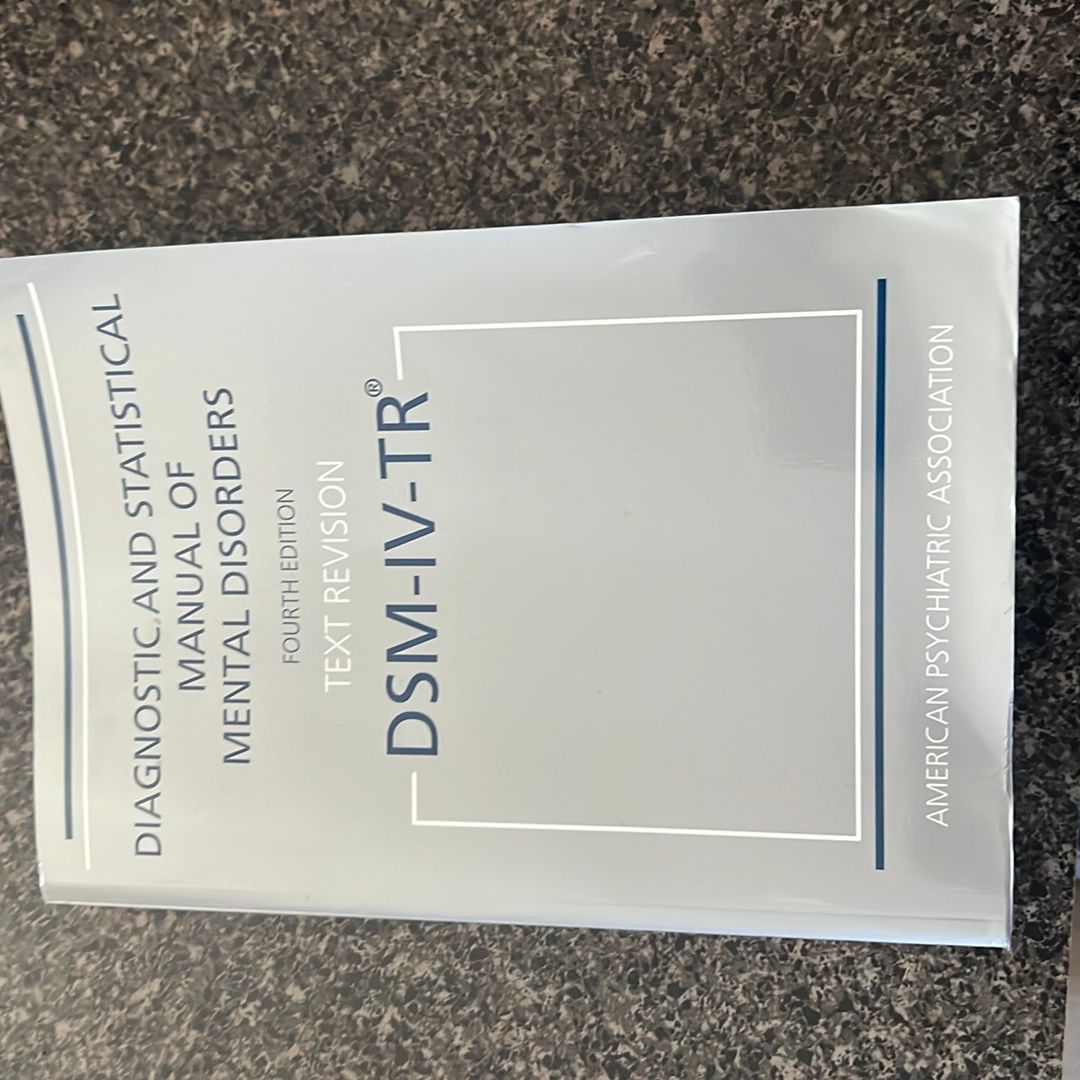 DIAGNOSTIC AND STATISTICAL
MANUAL OF
MENTAL DISORDERS
FOURTH EDITION
TEXT REVISION
DSM-IV-TR®
AMERICAN PSYCHIATRIC ASSOCIATION